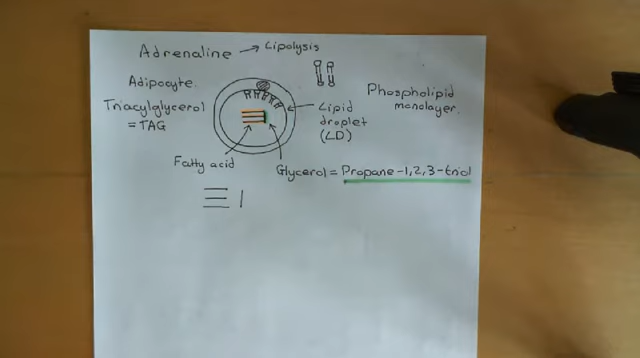 Adrenaline → Lipolysis
Adipocyte.
Triacylglycerol
= TAG
Phospholipid
monolayer.
Lipid
droplet
(LD)
Fatty acid
Glycerol = Propane-1,2,3-triol